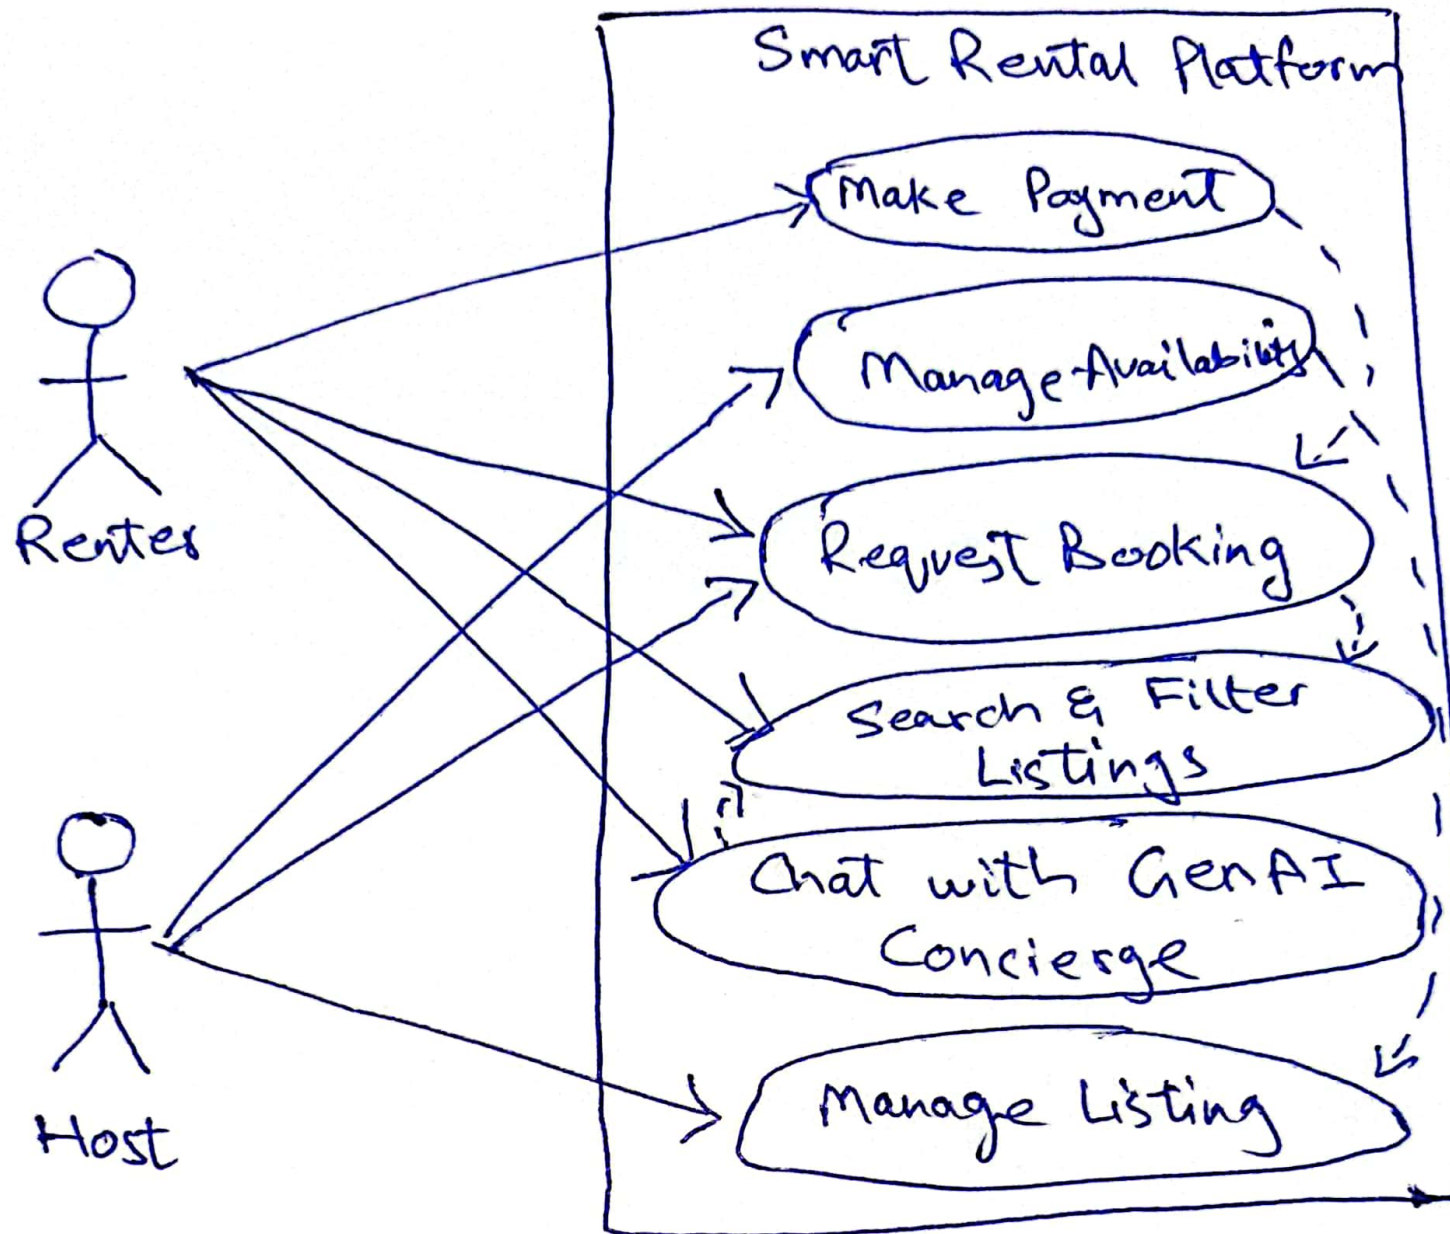 Smart Rental Platform
Make Payment
Manage Availability
Renter
Request Booking
Search & Filter
Listings
Chat with GenAI
Concierge
Host
Manage Listing